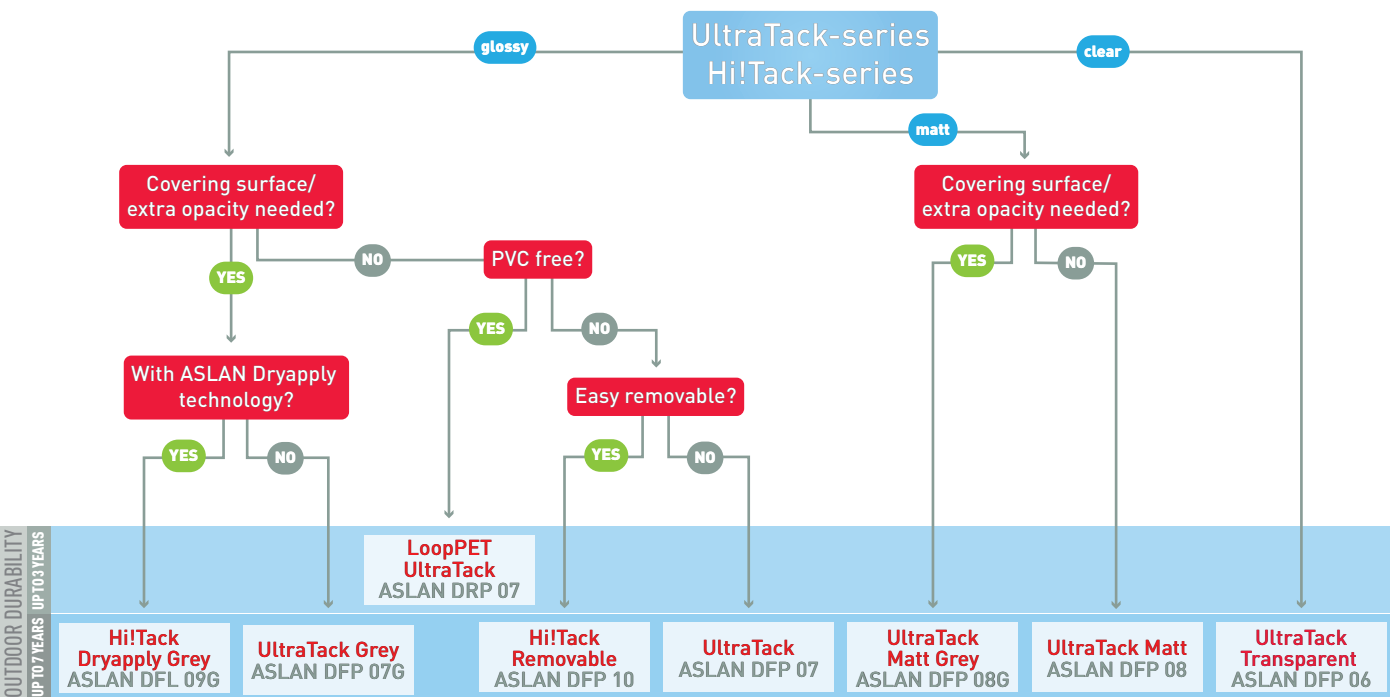 UltraTack-series
Hi!Tack-series
glossy
clear
matt
Covering surface/
extra opacity needed?
Covering surface/
extra opacity needed?
NO
PVC free?
YES
NO
YES
YES
NO
With ASLAN Dryapply
technology?
Easy removable?
YES
NO
YES
NO
OUTDOOR DURABILITY
UP TO 3 YEARS
LoopPET
UltraTack
ASLAN DRP 07
UP TO 7 YEARS
Hi!Tack
Dryapply Grey
ASLAN DFL 09G
UltraTack Grey
ASLAN DFP 07G
Hi!Tack
Removable
ASLAN DFP 10
UltraTack
ASLAN DFP 07
UltraTack
Matt Grey
ASLAN DFP 08G
UltraTack Matt
ASLAN DFP 08
UltraTack
Transparent
ASLAN DFP 06